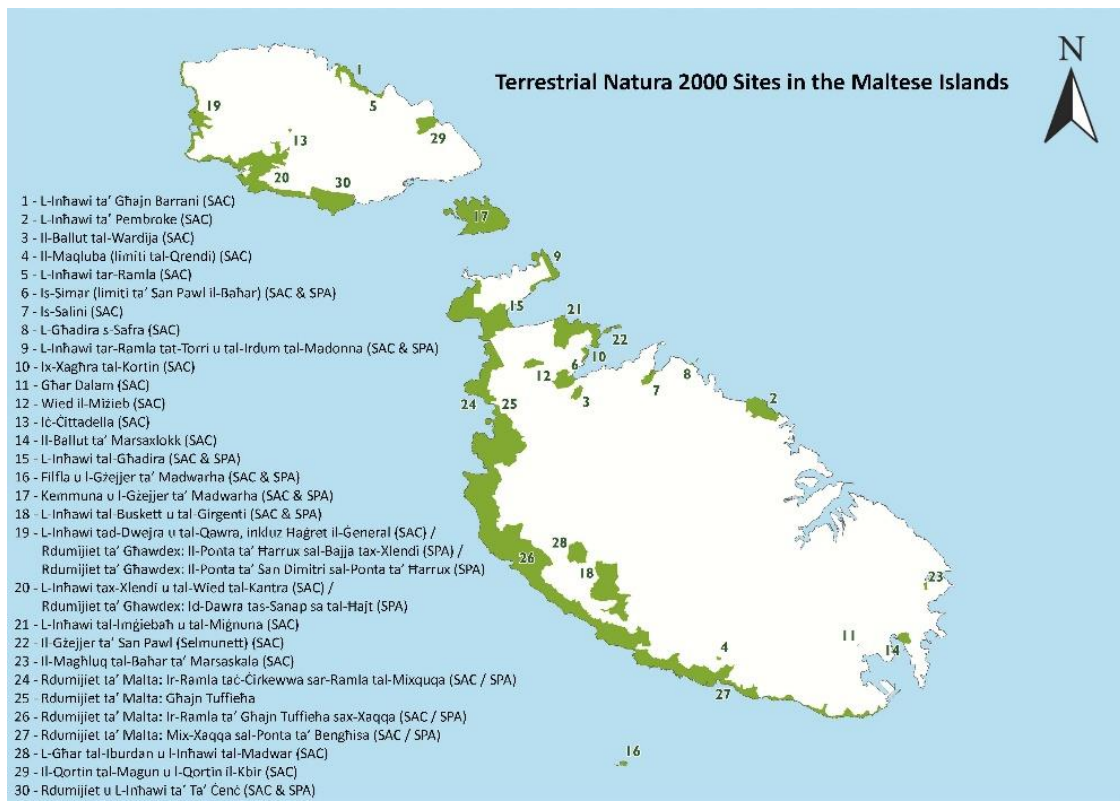 N
Terrestrial Natura 2000 Sites in the Maltese Islands
1
5
19
29
13
20
30
17
9
15
21
22
10
6
12
3
7
8
2
24
25
26
28
18
23
11
14
4
27
16
1 - L-Inħawi ta' Għajn Barrani (SAC)
2 - L-Inħawi ta' Pembroke (SAC)
3 - Il-Ballut tal-Wardija (SAC)
4 - Il-Maqluba (limiti tal-Qrendi) (SAC)
5 - L-Inħawi tar-Ramla (SAC)
6 - Is-Simar (limiti ta' San Pawl il-Baħar) (SAC & SPA)
7 - Is-Salini (SAC)
8 - L-Għadira s-Safra (SAC)
9 - L-Inħawi tar-Ramla tat-Torri u tal-Irdum tal-Madonna (SAC & SPA)
10 - Ix-Xagħra tal-Kortin (SAC)
11 - Għar Dalam (SAC)
12 - Wied il-Miżieb (SAC)
13 - Iċ-Ċittadella (SAC)
14 - Il-Ballut ta' Marsaxlokk (SAC)
15 - L-Inħawi tal-Għadira (SAC & SPA)
16 - Filfla u l-Gżejjer ta' Madwarha (SAC & SPA)
17 - Kemmuna u l-Gżejjer ta' Madwarha (SAC & SPA)
18 - L-Inħawi tal-Buskett u tal-Girgenti (SAC & SPA)
19 - L-Inħawi tad-Dwejra u tal-Qawra, inkluż Ħaġret il-Ġeneral (SAC) /
Rdumijiet ta' Għawdex: Il-Ponta ta' Ħarrux sal-Bajja tax-Xlendi (SPA) /
Rdumijiet ta' Għawdex: Il-Ponta ta' San Dimitri sal-Ponta ta' Ħarrux (SPA)
20 - L-Inħawi tax-Xlendi u tal-Wied tal-Kantra (SAC) /
Rdumijiet ta' Għawdex: Id-Dawra tas-Sanap sa tal-Ħajt (SPA)
21 - L-Inħawi tal-Imġiebaħ u tal-Miġnuna (SAC)
22 - Il-Gżejjer ta' San Pawl (Selmunett) (SAC)
23 - Il-Magħluq tal-Baħar ta' Marsaskala (SAC)
24 - Rdumijiet ta' Malta: Ir-Ramla taċ-Ċirkewwa sar-Ramla tal-Mixquqa (SAC / SPA)
25 - Rdumijiet ta' Malta: Għajn Tuffieħa
26 - Rdumijiet ta' Malta: Ir-Ramla ta' Għajn Tuffieħa sax-Xaqqa (SAC / SPA)
27 - Rdumijiet ta' Malta: Mix-Xaqqa sal-Ponta ta' Bengħisa (SAC / SPA)
28 - L-Għar tal-Iburdan u l-Inħawi tal-Madwar (SAC)
29 - Il-Qortin tal-Magun u l-Qortin il-Kbir (SAC)
30 - Rdumijiet u L-Inħawi ta' Ta' Ċenċ (SAC & SPA)